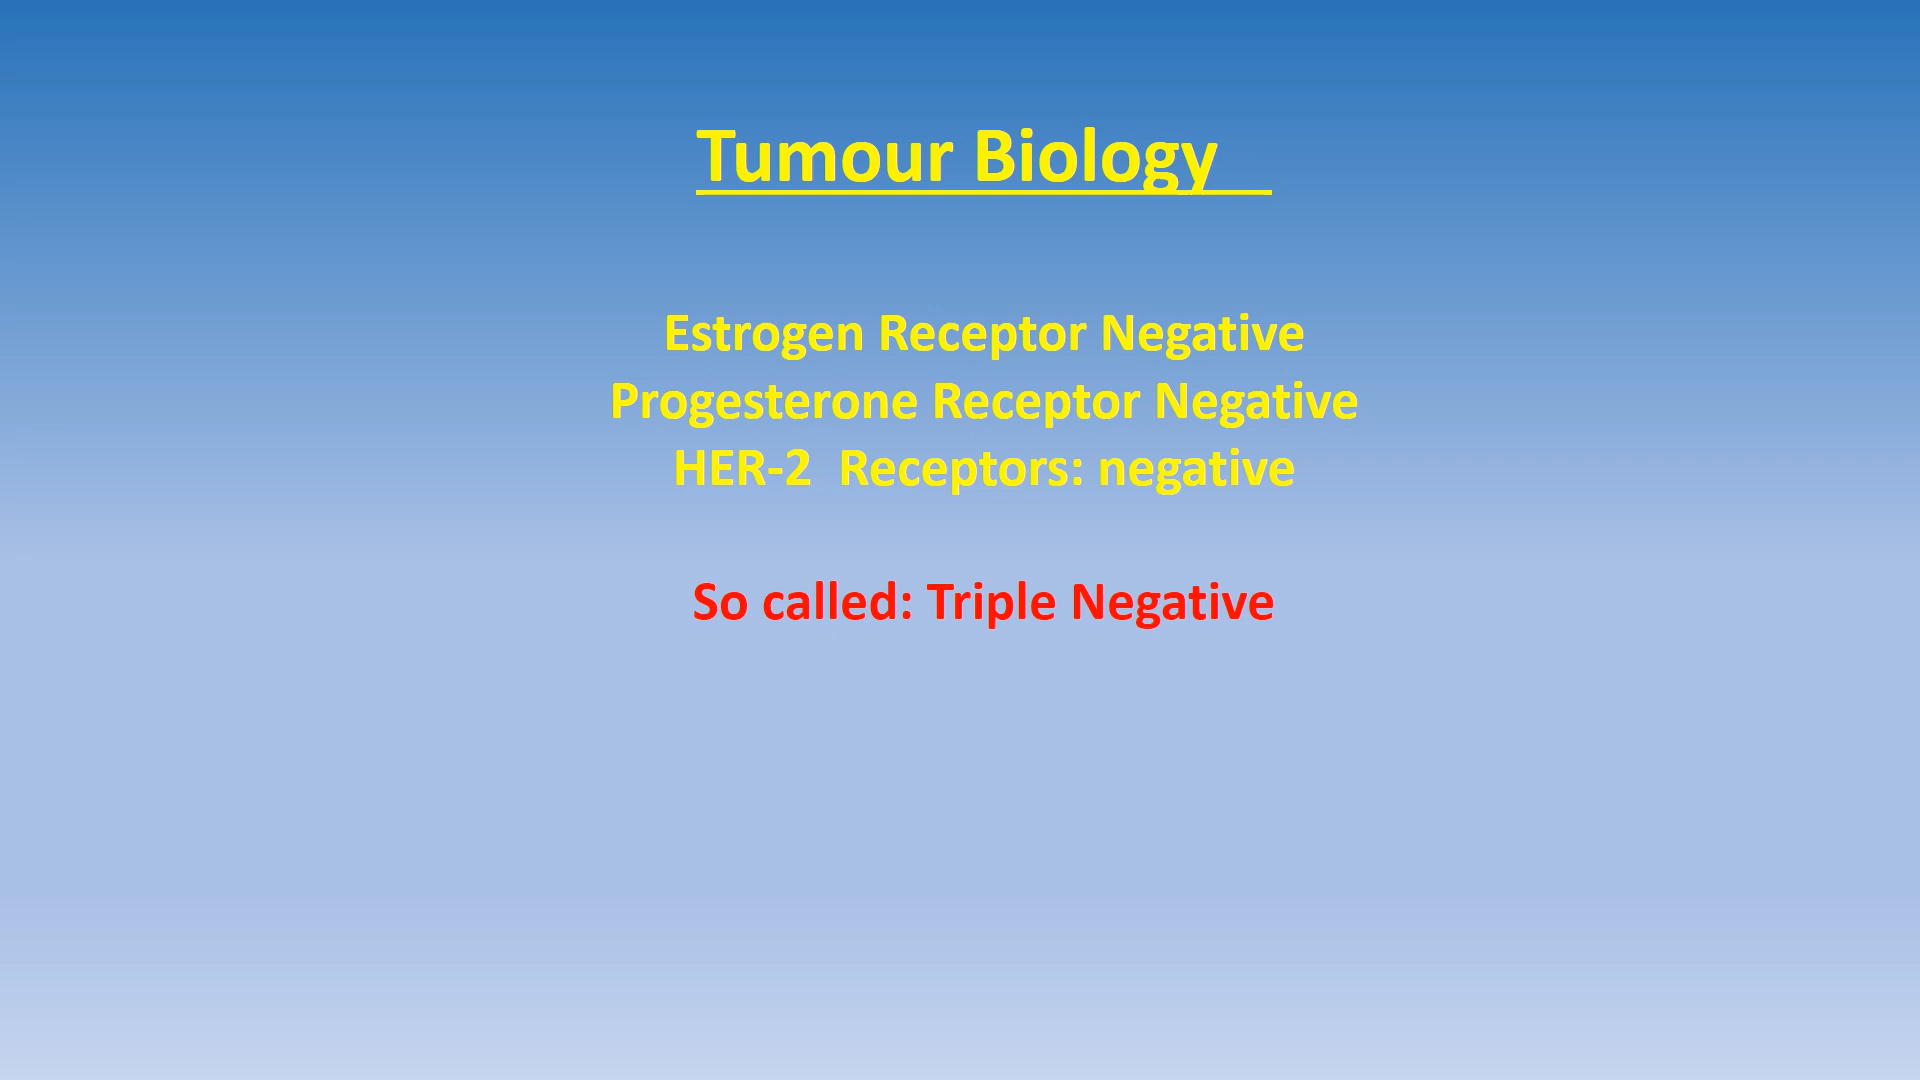 Tumour Biology
Estrogen Receptor Negative
Progesterone Receptor Negative
HER-2  Receptors: negative
So called: Triple Negative